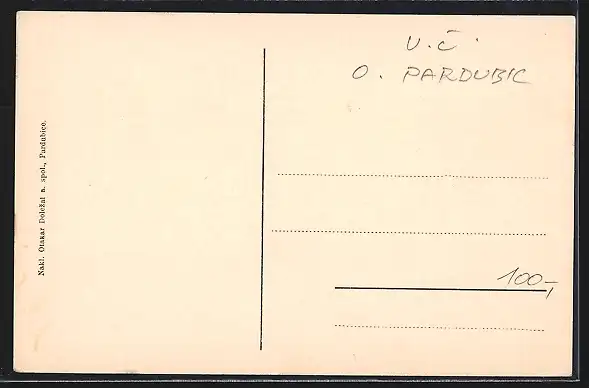 V.Č.
O. PARDUBIC
Nakl. Otakar Doležal a. spol., Pardubice.
100,-